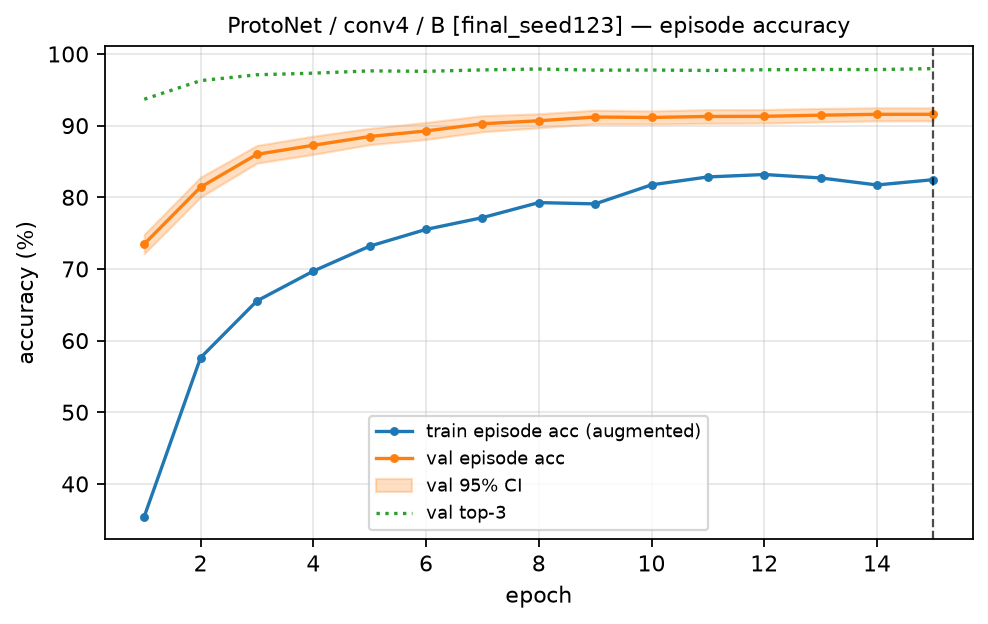 ProtoNet / conv4 / B [final_seed123] — episode accuracy
100
90
80
70
60
50
40
accuracy (%)
train episode acc (augmented)
val episode acc
val 95% CI
val top-3
2 4 6 8 10 12 14
epoch